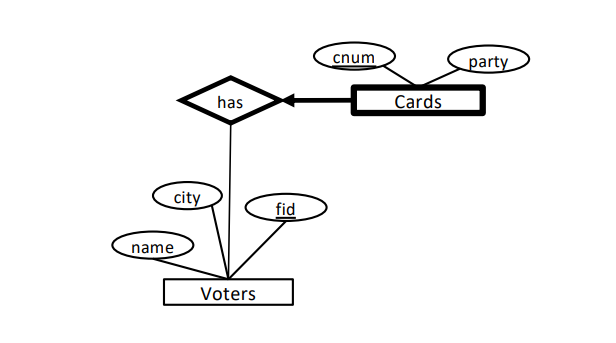 cnum
party
has
Cards
city
fid
name
Voters